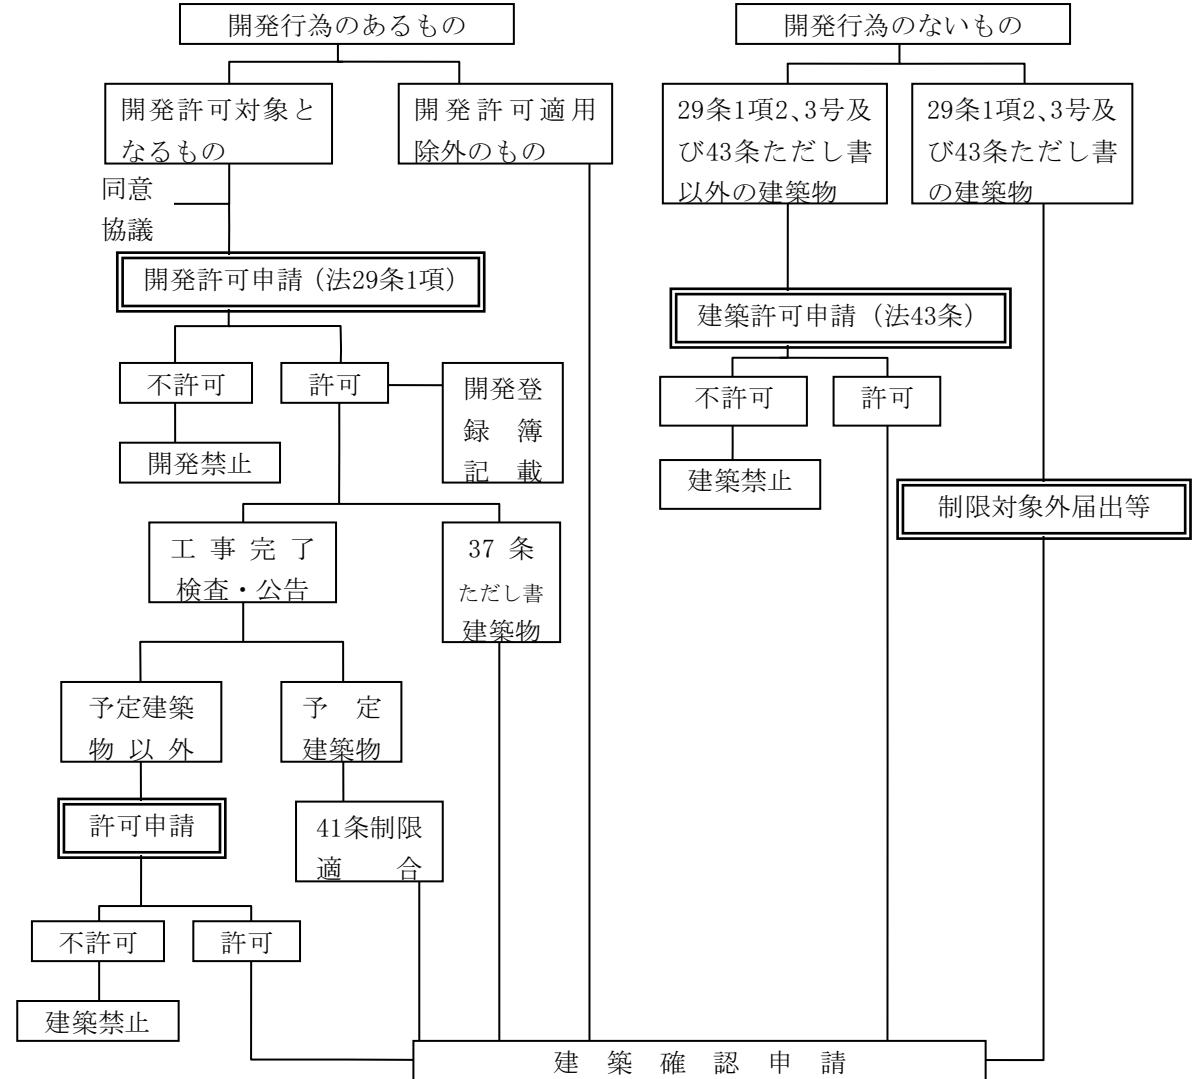 開発行為のあるもの
開発行為のないもの
開発許可対象と
なるもの
開発許可適用
除外のもの
29条1項2、3号及
び43条ただし書
以外の建築物
29条1項2、3号及
び43条ただし書
の建築物
同意
協議
開発許可申請（法29条1項）
建築許可申請（法43条）
不許可
許可
開発登
録簿
記載
不許可
許可
開発禁止
建築禁止
制限対象外届出等
工事完了
検査・公告
37条
ただし書
建築物
予定建築
物以外
予定
建築物
許可申請
41条制限
適合
不許可
許可
建築禁止
建築確認申請